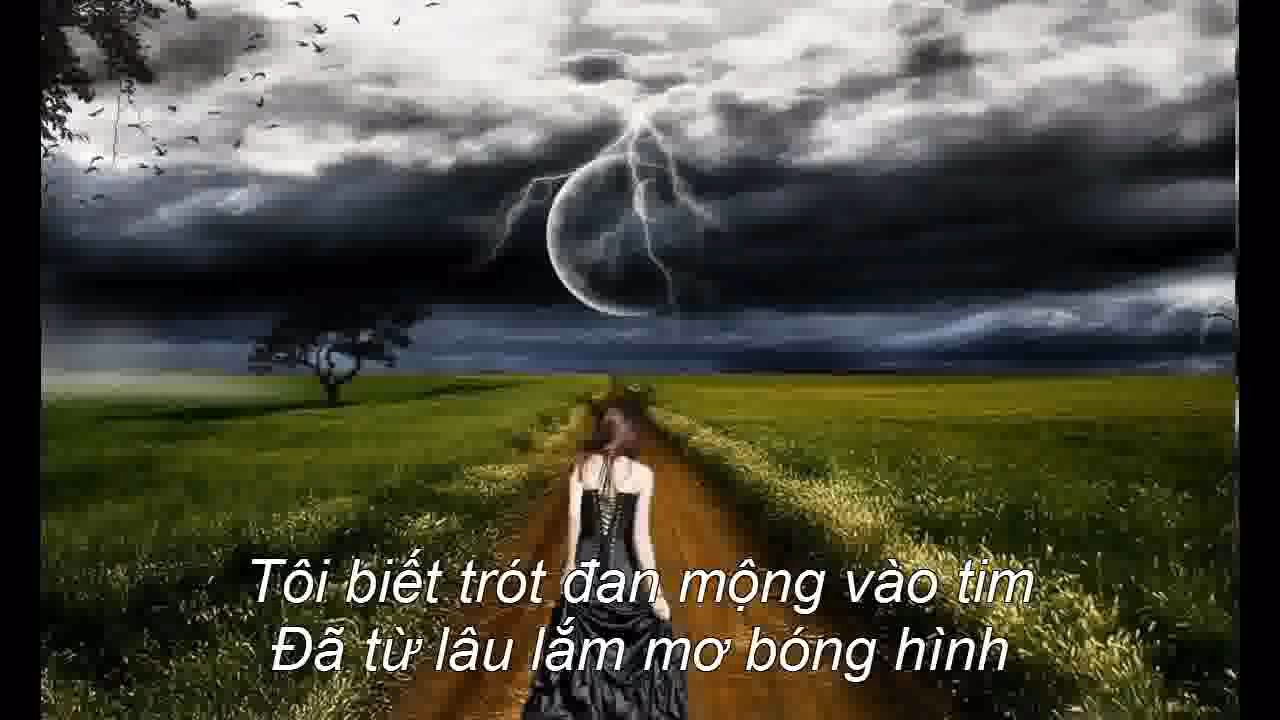 Tôi biết trót đan mộng vào tim
Đã từ lâu lắm mơ bóng hình